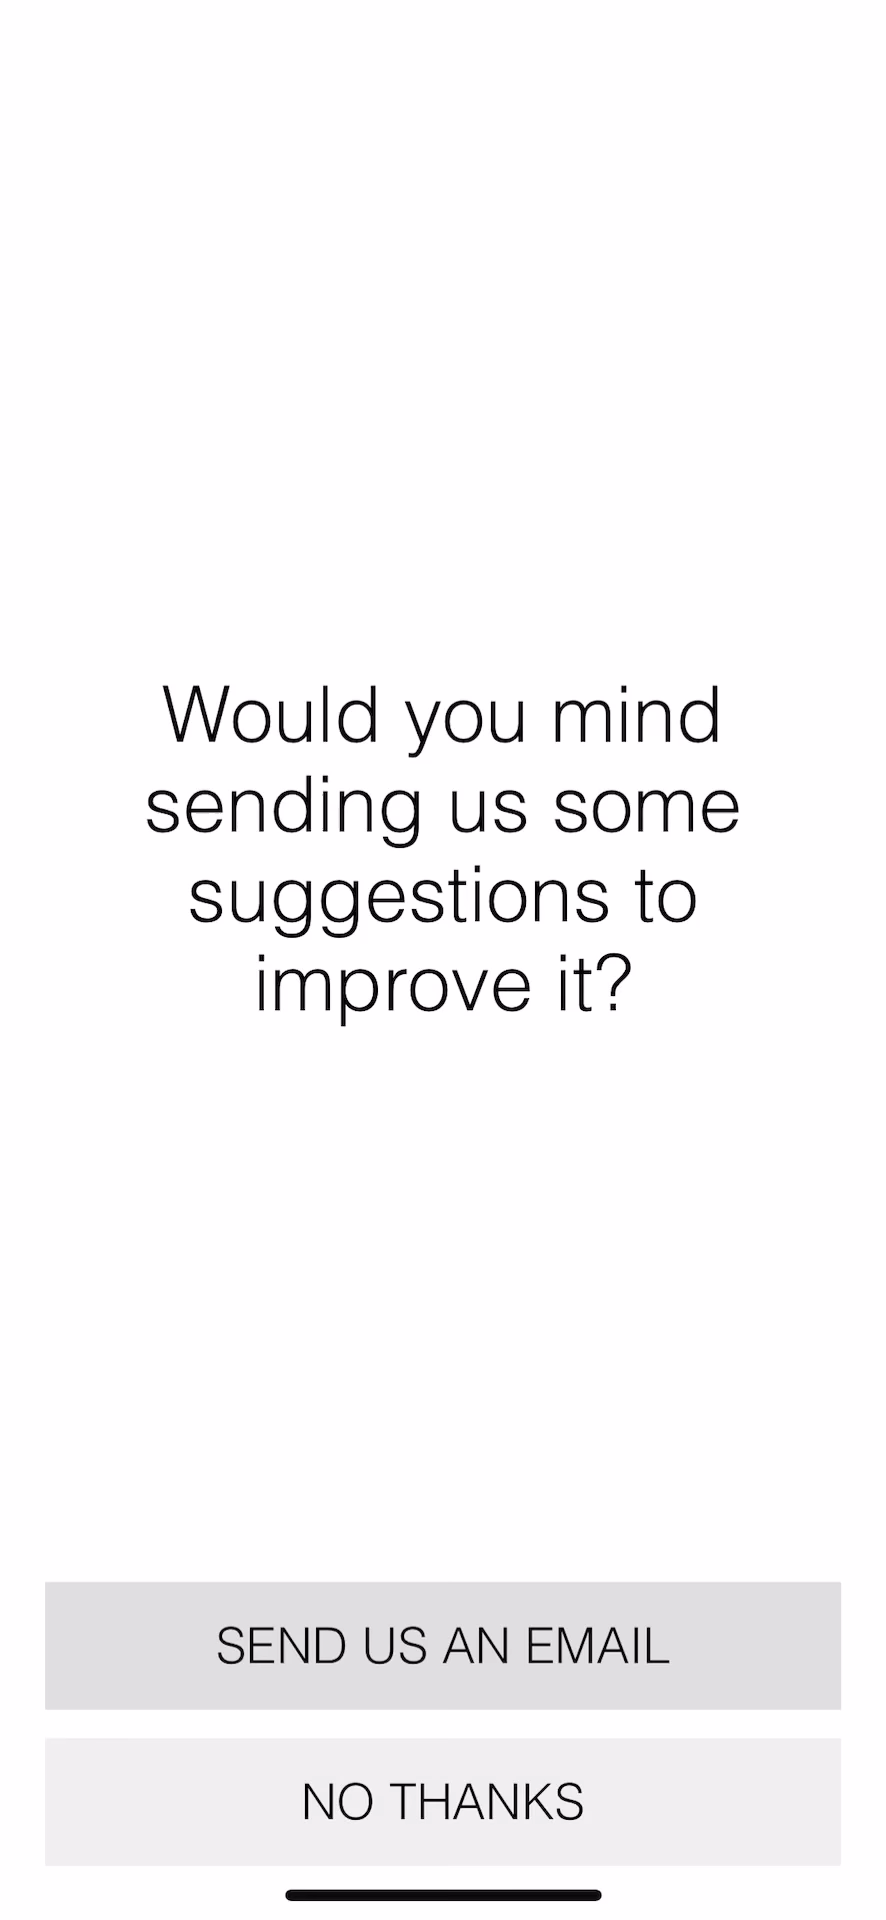 Would you mind
sending us some
suggestions to
improve it?
SEND US AN EMAIL
NO THANKS